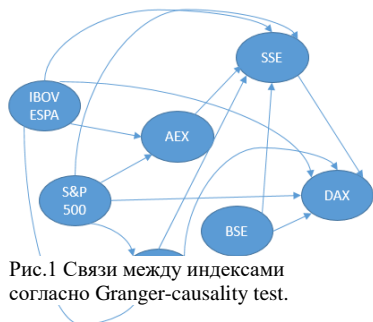 SSE
IBOV
ESPA
AEX
S&P
500
DAX
BSE
Рис.1 Связи между индексами
согласно Granger-causality test.